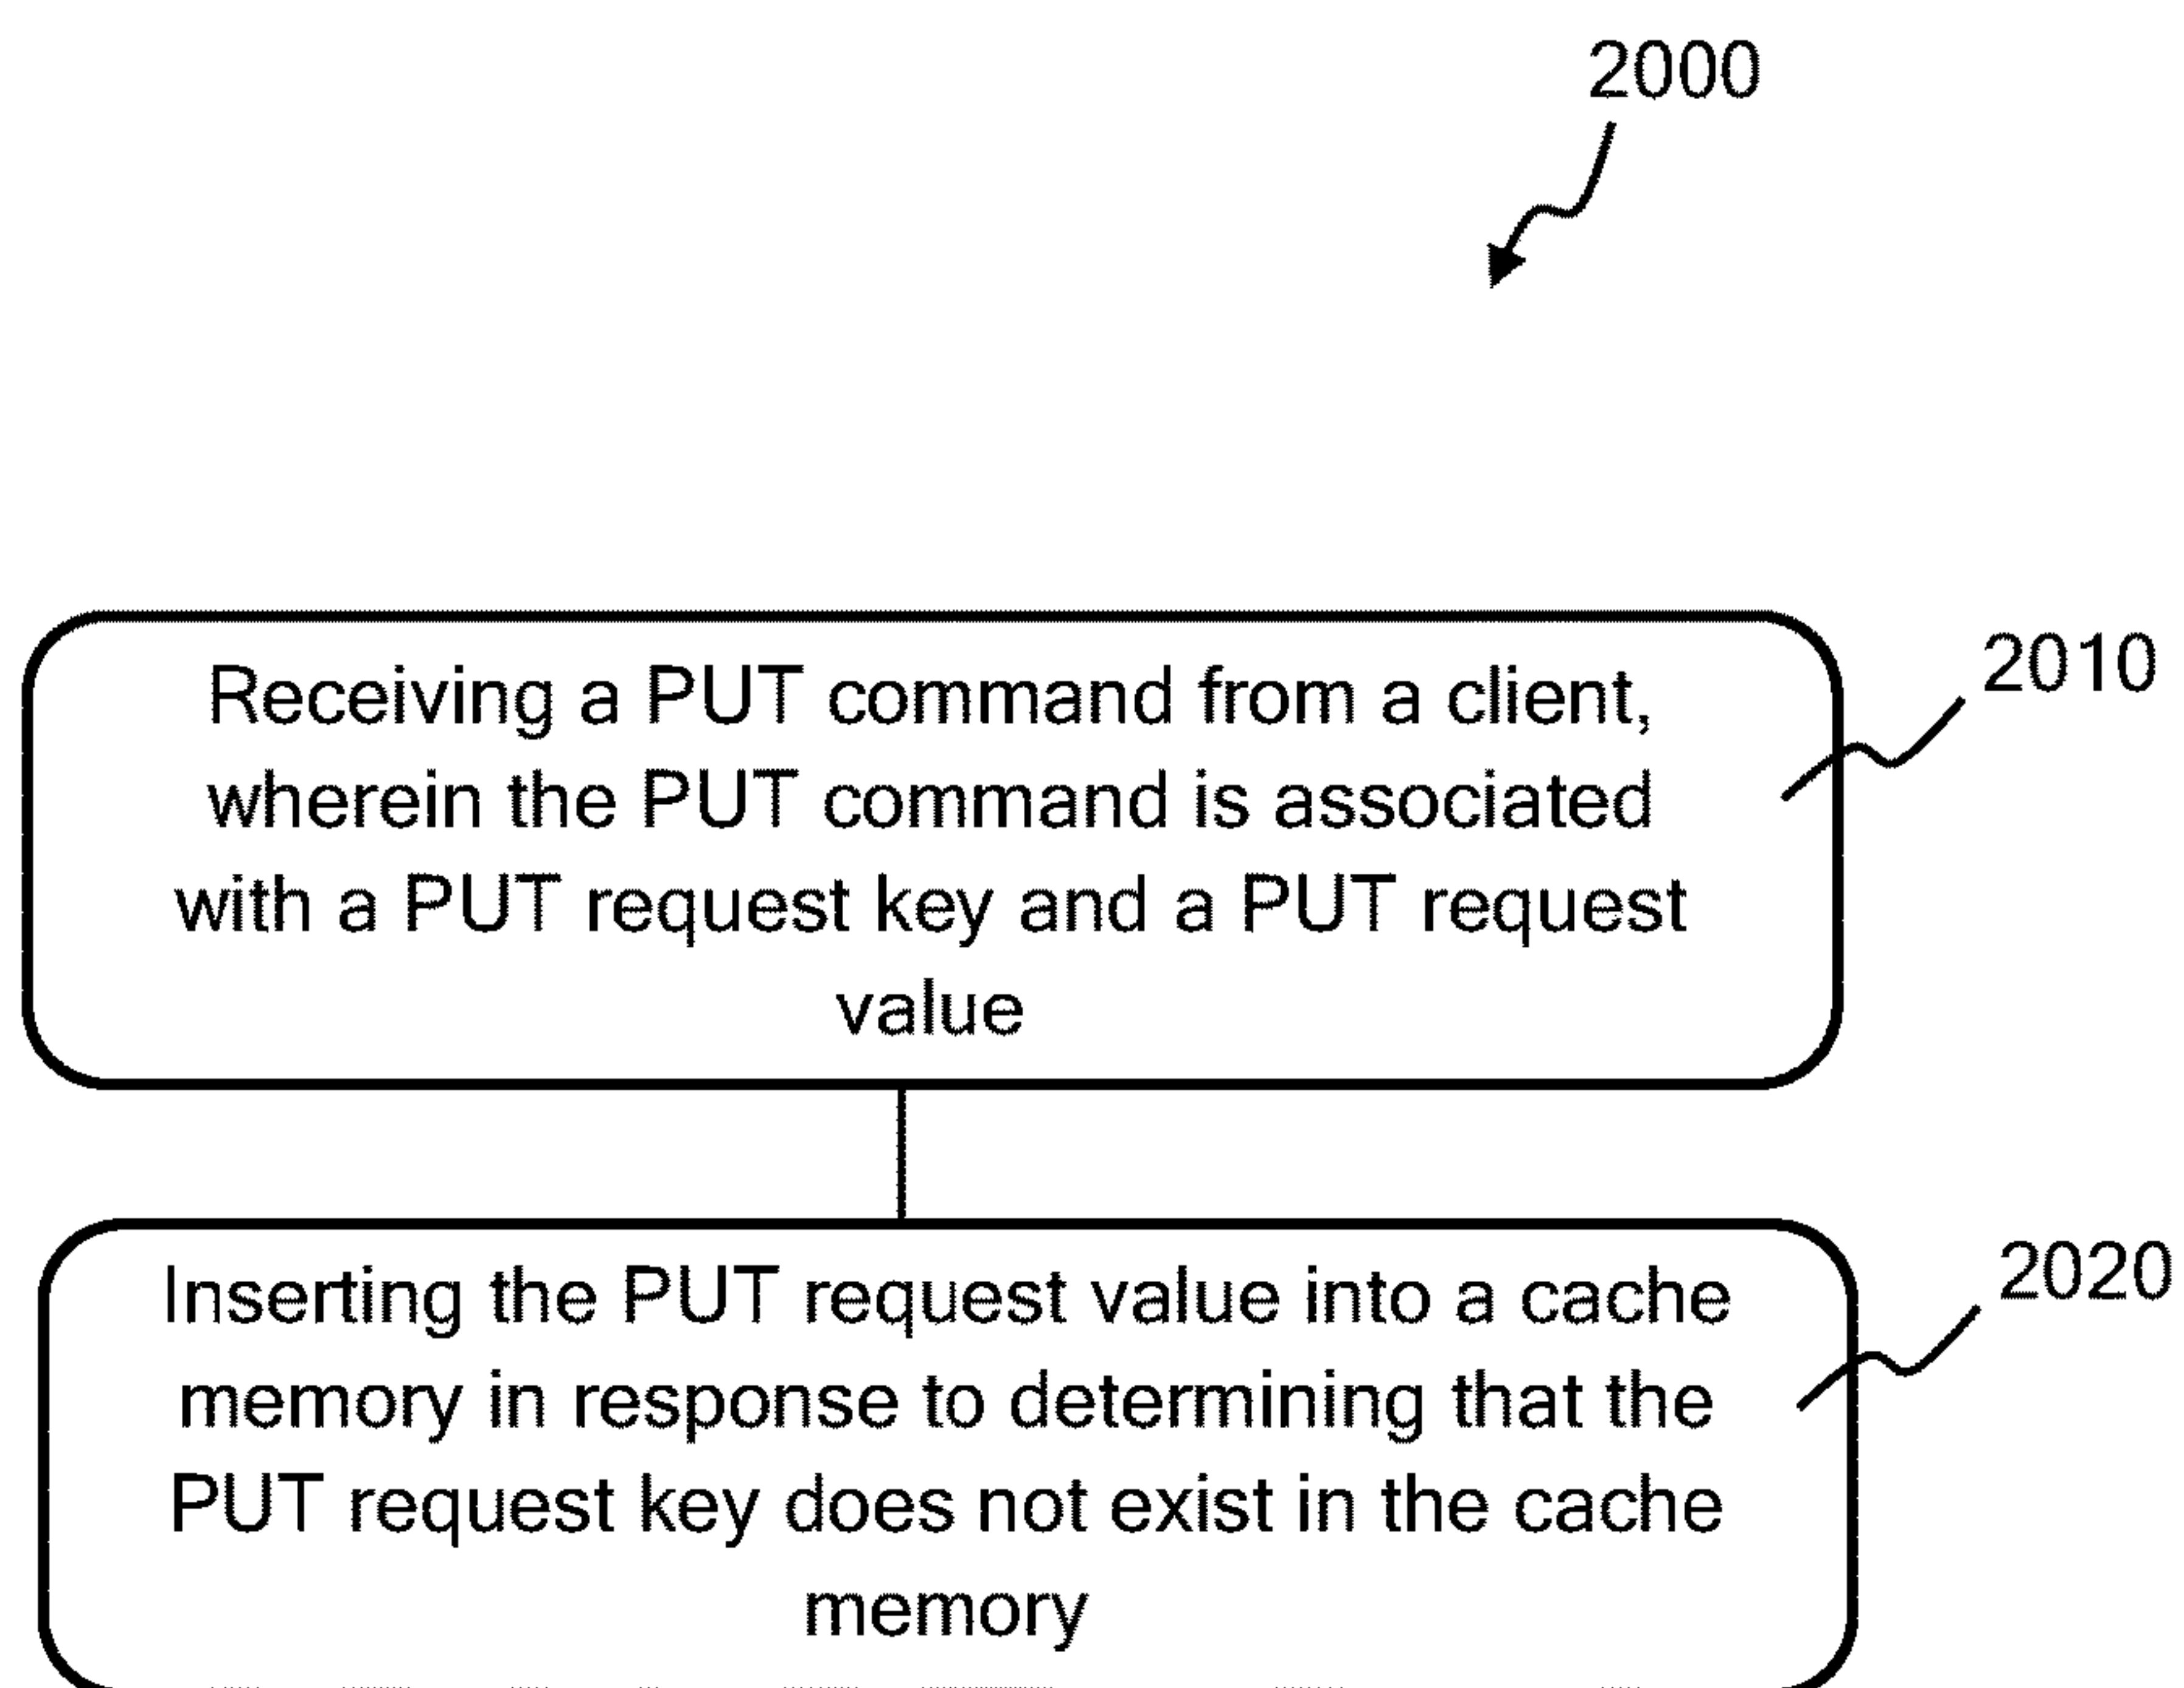 2000
Receiving a PUT command from a client,
2010
wherein the PUT command is associated
with a PUT request key and a PUT request
value
Inserting the PUT request value into a cache
2020
memory in response to determining that the
PUT request key does not exist in the cache
memory